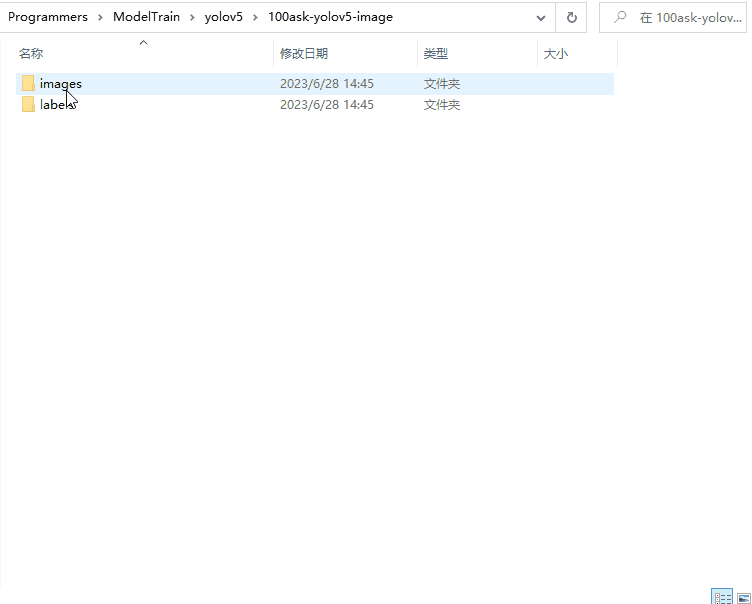 Programmers > ModelTrain > yolov5 > 100ask-yolov5-image 在 100ask-yolov...
名称 修改日期 类型 大小
images 2023/6/28 14:45 文件夹
labels 2023/6/28 14:45 文件夹